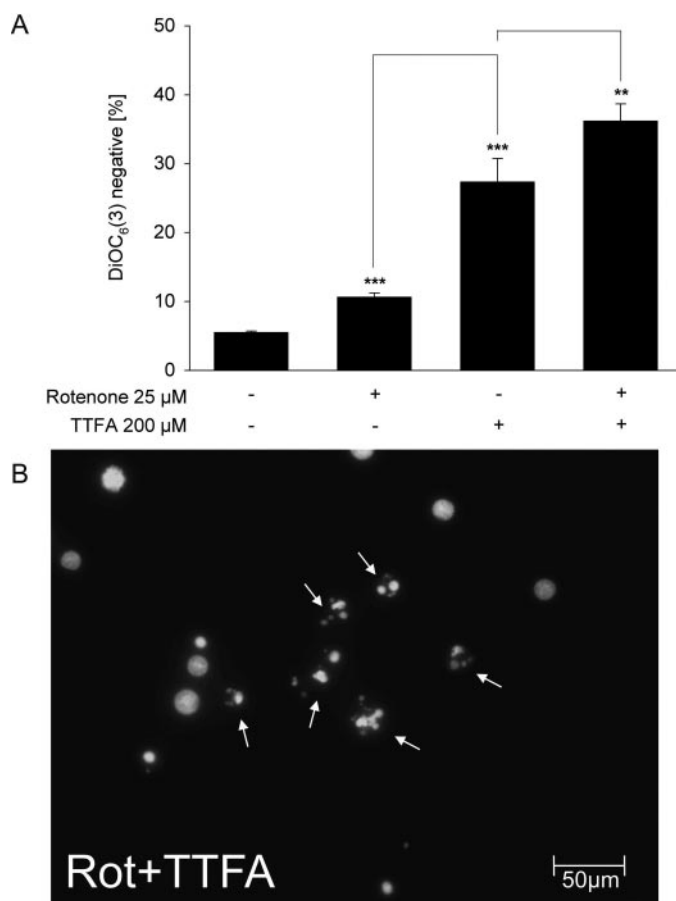 A
DiOC6(3) negative [%]
50
40
30
20
10
0
***
***
**
Rotenone 25 µM - + - +
TTFA 200 µM - - + +
B
Rot+TTFA
50µm